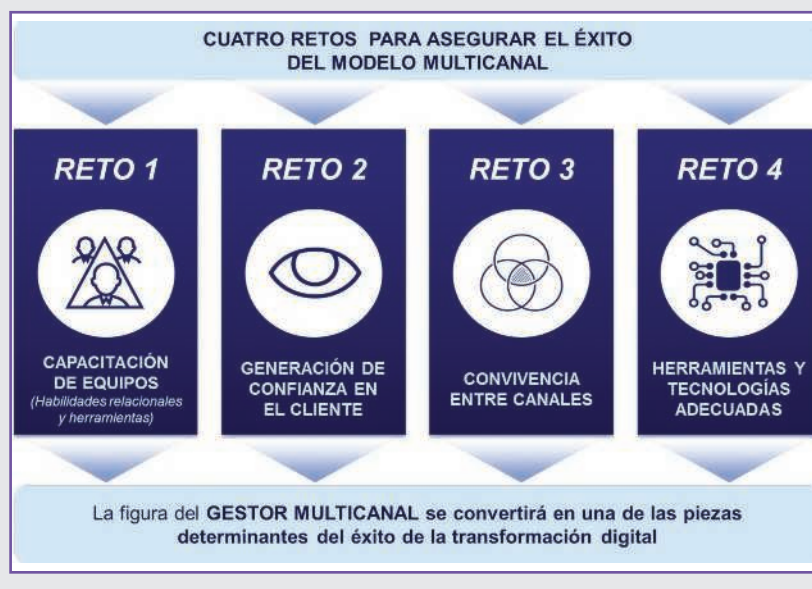 CUATRO RETOS PARA ASEGURAR EL ÉXITO
DEL MODELO MULTICANAL
RETO 1
CAPACITACIÓN
DE EQUIPOS
(Habilidades relacionales
y herramientas)
RETO 2
GENERACIÓN DE
CONFIANZA EN
EL CLIENTE
RETO 3
CONVIVENCIA
ENTRE CANALES
RETO 4
HERRAMIENTAS Y
TECNOLOGÍAS
ADECUADAS
La figura del GESTOR MULTICANAL se convertirá en una de las piezas
determinantes del éxito de la transformación digital